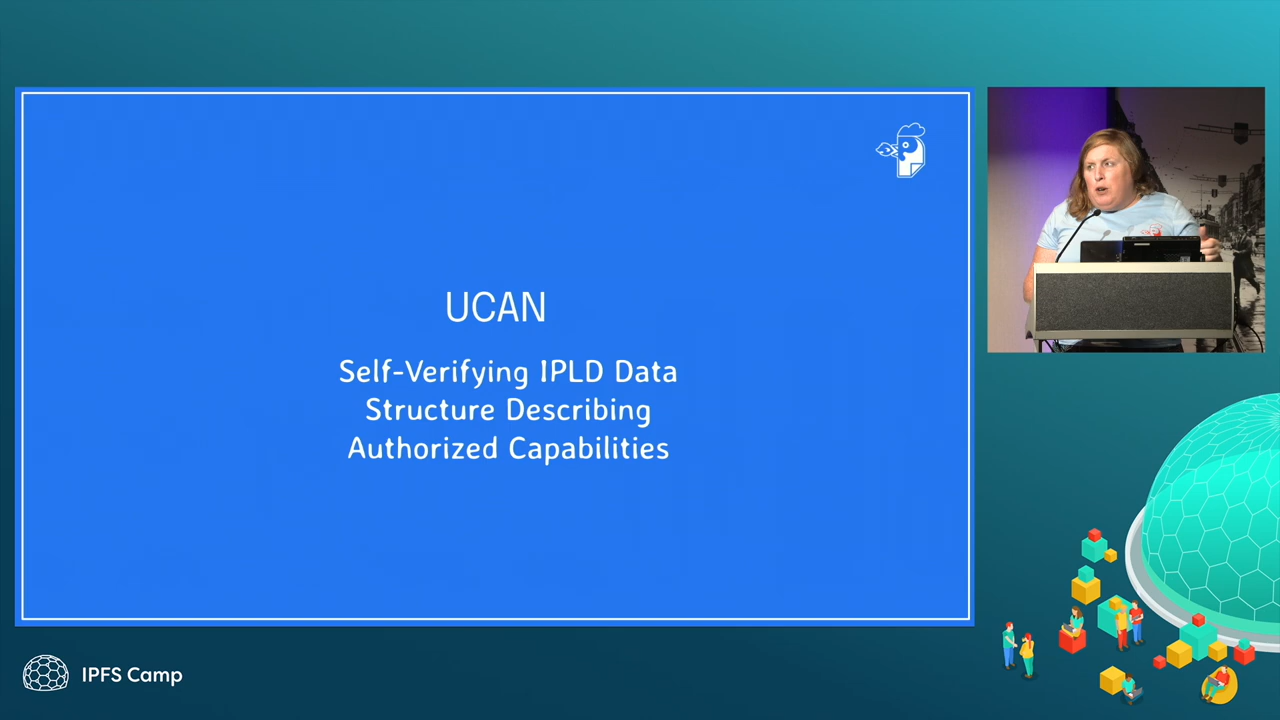 UCAN
Self-Verifying IPLD Data
Structure Describing
Authorized Capabilities
IPFS Camp